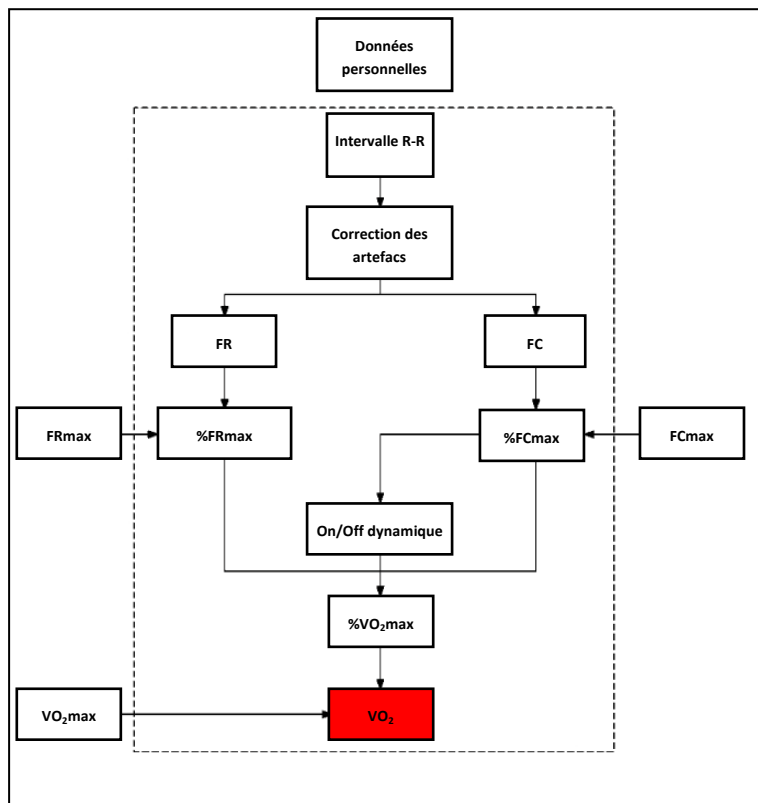 Données
personnelles
Intervalle R-R
Correction des
artefacs
FR
FC
FRmax
%FRmax
%FCmax
FCmax
On/Off dynamique
%VO₂max
VO₂max
VO₂